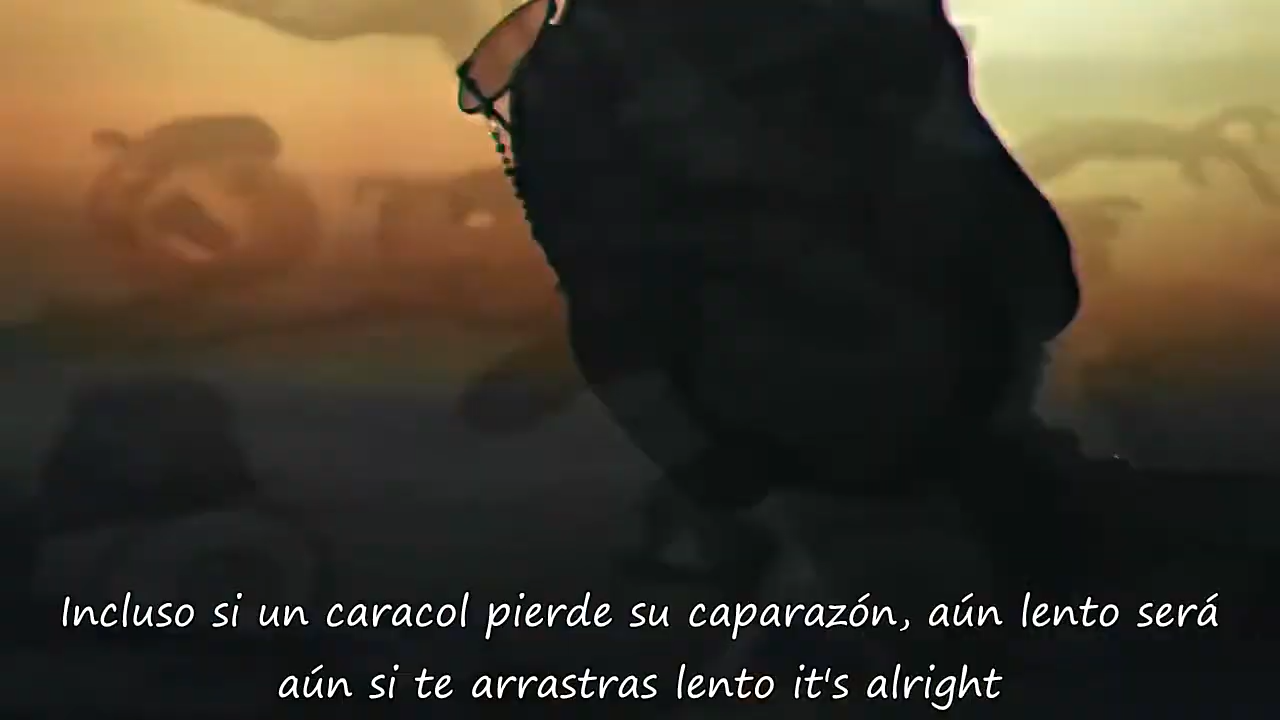 Incluso si un caracol pierde su caparazón, aún lento será
aún si te arrastras lento it's alright